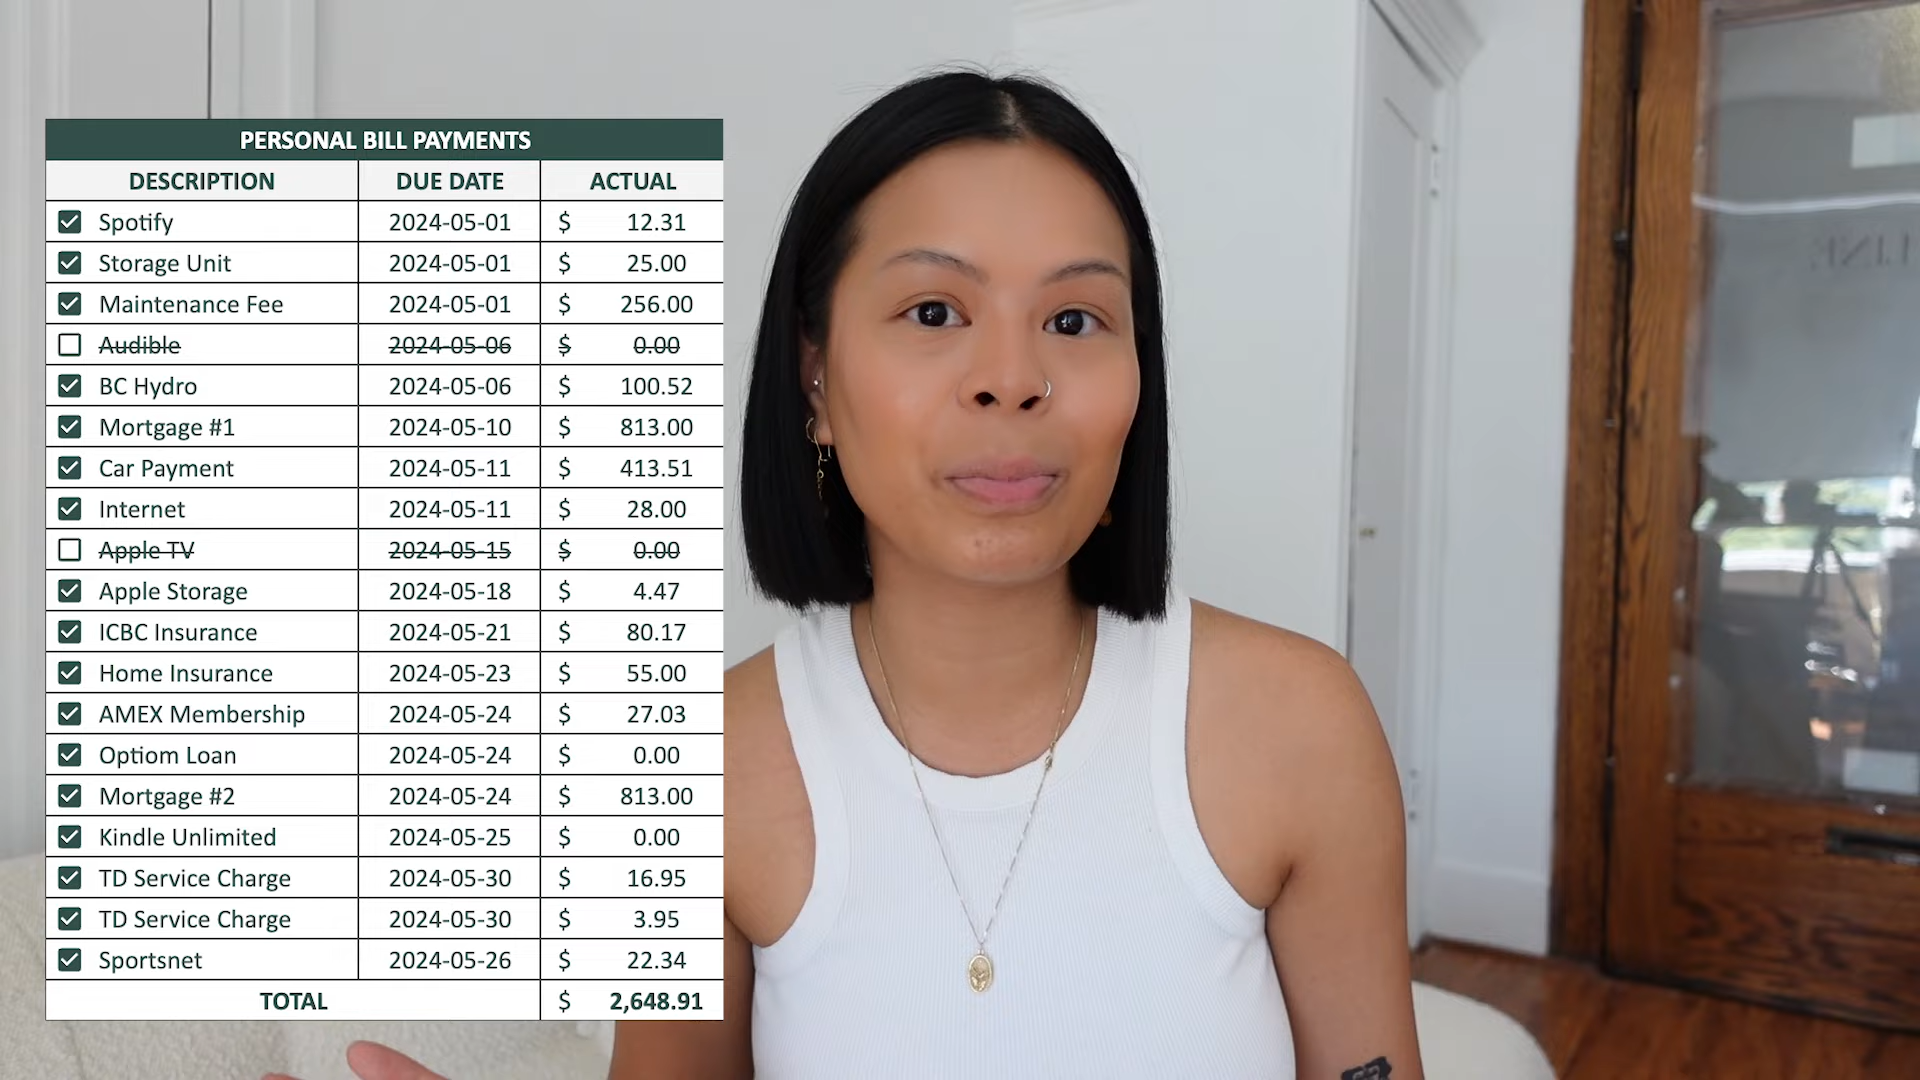 PERSONAL BILL PAYMENTS
DESCRIPTION DUE DATE ACTUAL
Spotify 2024-05-01 $ 12.31
Storage Unit 2024-05-01 $ 25.00
Maintenance Fee 2024-05-01 $ 256.00
Audible 2024-05-06 $ 0.00
BC Hydro 2024-05-06 $ 100.52
Mortgage #1 2024-05-10 $ 813.00
Car Payment 2024-05-11 $ 413.51
Internet 2024-05-11 $ 28.00
Apple TV 2024-05-15 $ 0.00
Apple Storage 2024-05-18 $ 4.47
ICBC Insurance 2024-05-21 $ 80.17
Home Insurance 2024-05-23 $ 55.00
AMEX Membership 2024-05-24 $ 27.03
Optiom Loan 2024-05-24 $ 0.00
Mortgage #2 2024-05-24 $ 813.00
Kindle Unlimited 2024-05-25 $ 0.00
TD Service Charge 2024-05-30 $ 16.95
TD Service Charge 2024-05-30 $ 3.95
Sportsnet 2024-05-26 $ 22.34
TOTAL $ 2,648.91